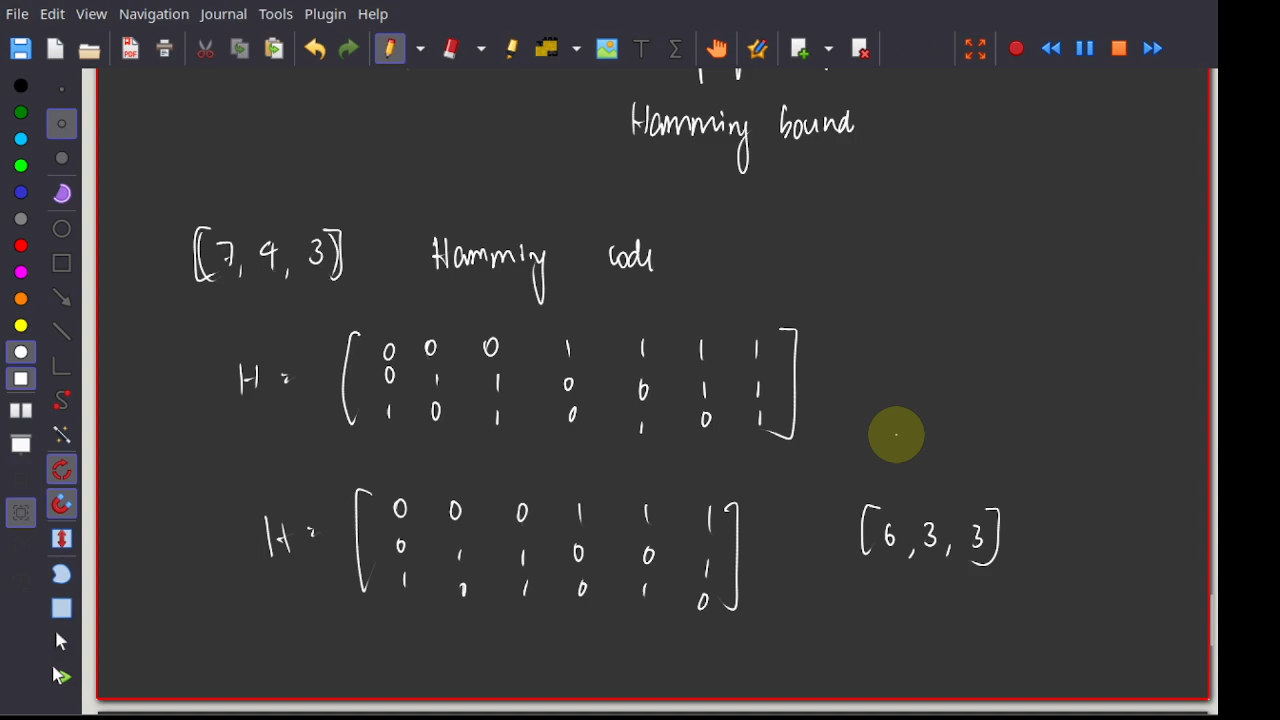 File Edit View Navigation Journal Tools Plugin Help
Hamming bound
[(7, 4, 3)] Hamming code
H = [ 0 0 0 1 1 1 1
0 1 1 0 0 1 1
1 0 1 0 1 0 1 ]
H = [ 0 0 0 1 1 1
0 1 1 0 0 1
1 0 1 0 1 0 ]
[6, 3, 3]